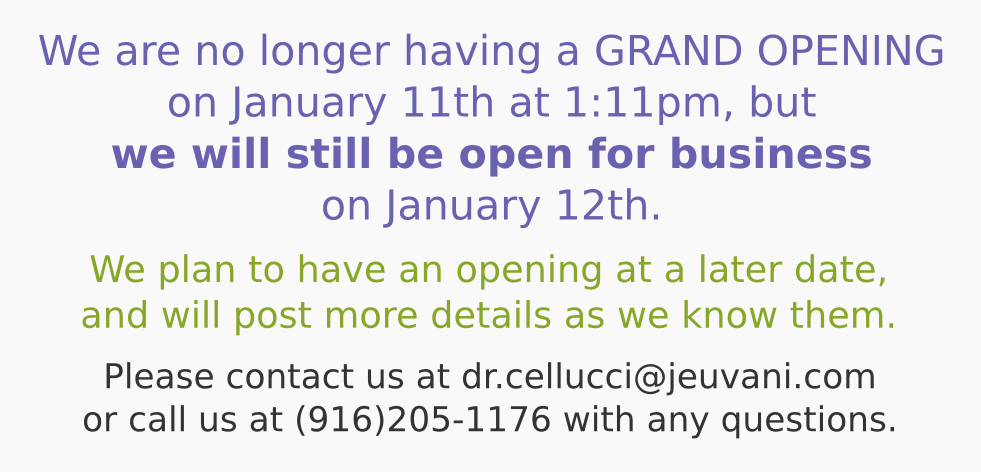 We are no longer having a GRAND OPENING
on January 11th at 1:11pm, but
we will still be open for business
on January 12th.
We plan to have an opening at a later date,
and will post more details as we know them.
Please contact us at dr.cellucci@jeuvani.com
or call us at (916)205-1176 with any questions.